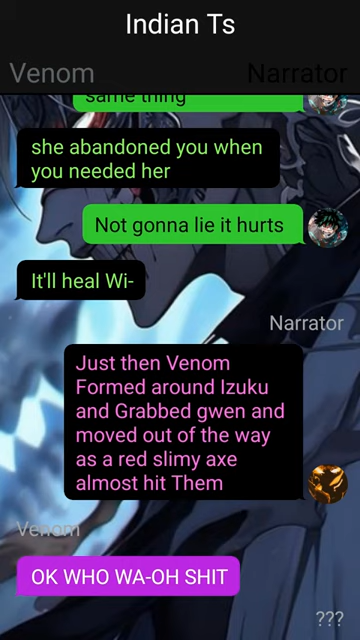 Indian Ts
Venom
Narrator
same thing
she abandoned you when
you needed her
Not gonna lie it hurts
It'll heal Wi-
Narrator
Just then Venom
Formed around Izuku
and Grabbed gwen and
moved out of the way
as a red slimy axe
almost hit Them
Venom
OK WHO WA-OH SHIT
???